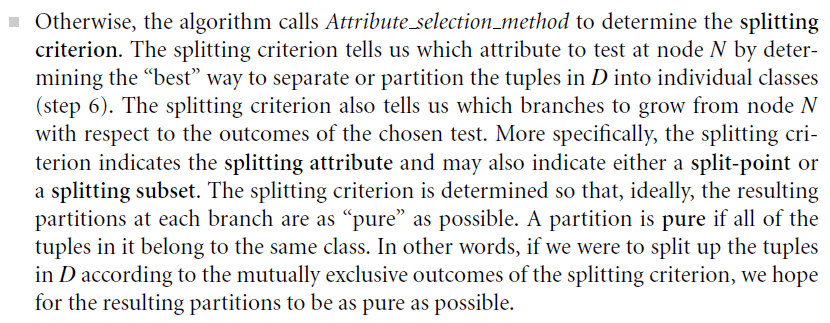 Otherwise, the algorithm calls Attribute_selection_method to determine the splitting
criterion. The splitting criterion tells us which attribute to test at node N by deter-
mining the “best” way to separate or partition the tuples in D into individual classes
(step 6). The splitting criterion also tells us which branches to grow from node N
with respect to the outcomes of the chosen test. More specifically, the splitting cri-
terion indicates the splitting attribute and may also indicate either a split-point or
a splitting subset. The splitting criterion is determined so that, ideally, the resulting
partitions at each branch are as “pure” as possible. A partition is pure if all of the
tuples in it belong to the same class. In other words, if we were to split up the tuples
in D according to the mutually exclusive outcomes of the splitting criterion, we hope
for the resulting partitions to be as pure as possible.